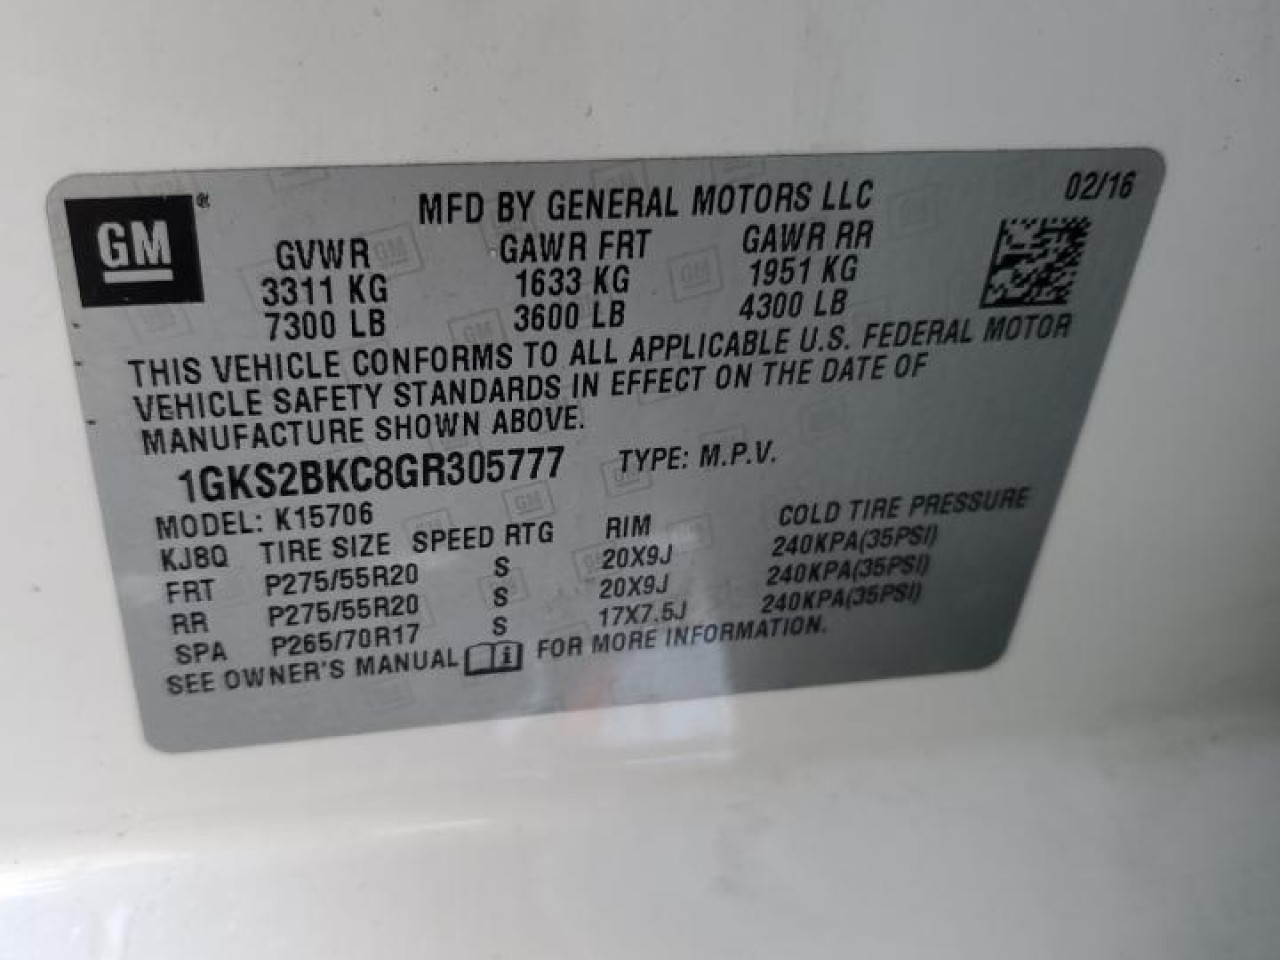 GM ®
MFD BY GENERAL MOTORS LLC 02/16
GVWR GAWR FRT GAWR RR
3311 KG 1633 KG 1951 KG
7300 LB 3600 LB 4300 LB
THIS VEHICLE CONFORMS TO ALL APPLICABLE U.S. FEDERAL MOTOR
VEHICLE SAFETY STANDARDS IN EFFECT ON THE DATE OF
MANUFACTURE SHOWN ABOVE.
1GKS2BKC8GR305777 TYPE: M.P.V.
MODEL: K15706
KJ8Q TIRE SIZE SPEED RTG RIM COLD TIRE PRESSURE
FRT P275/55R20 S 20X9J 240KPA(35PSI)
RR P275/55R20 S 20X9J 240KPA(35PSI)
SPA P265/70R17 S 17X7.5J 240KPA(35PSI)
SEE OWNER'S MANUAL FOR MORE INFORMATION.